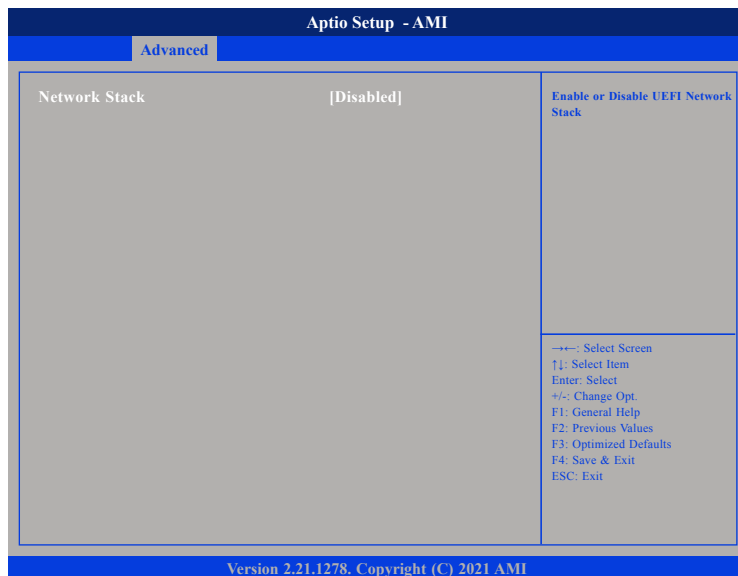 Aptio Setup - AMI
Advanced
Network Stack [Disabled]
Enable or Disable UEFI Network
Stack
→←: Select Screen
↑↓: Select Item
Enter: Select
+/-: Change Opt.
F1: General Help
F2: Previous Values
F3: Optimized Defaults
F4: Save & Exit
ESC: Exit
Version 2.21.1278. Copyright (C) 2021 AMI